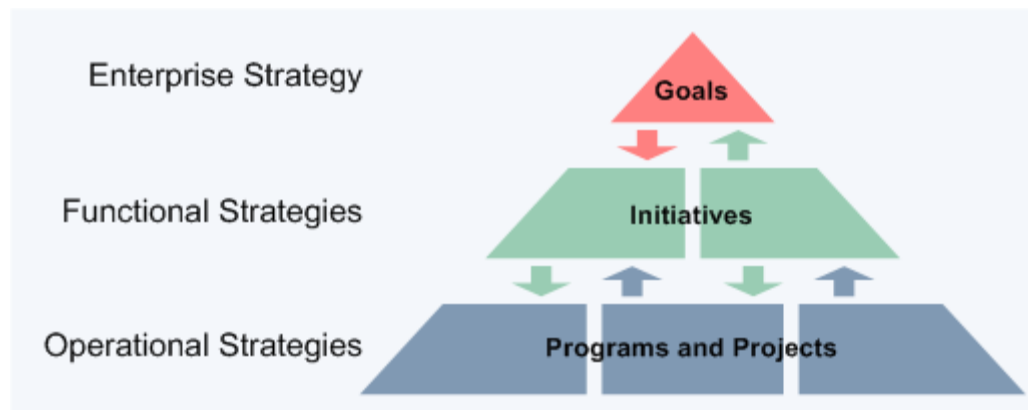 Enterprise Strategy
Goals
Functional Strategies
Initiatives
Operational Strategies
Programs and Projects